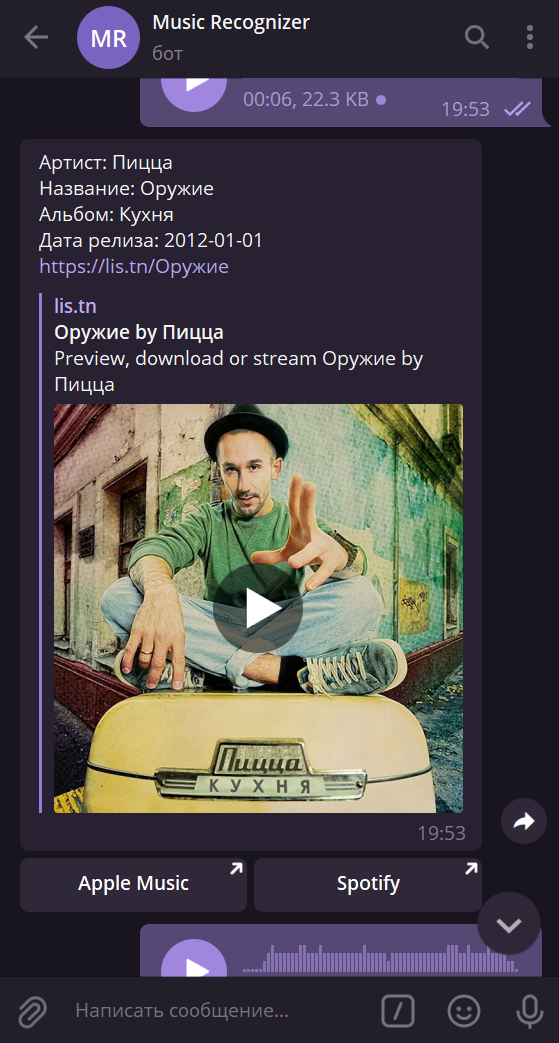 MR
Music Recognizer
бот
00:06, 22.3 KB
19:53
Артист: Пицца
Название: Оружие
Альбом: Кухня
Дата релиза: 2012-01-01
https://lis.tn/Оружие
lis.tn
Оружие by Пицца
Preview, download or stream Оружие by
Пицца
Пицца
КУХНЯ
19:53
Apple Music
Spotify
Написать сообщение...